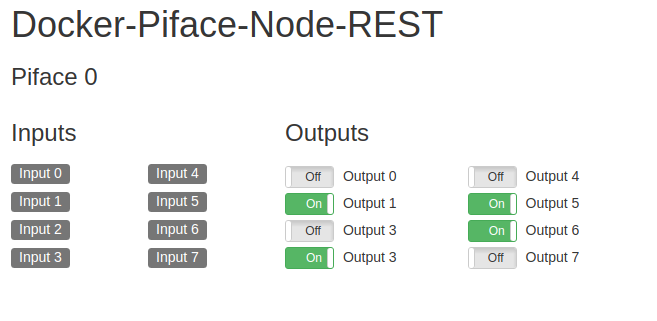 Docker-Piface-Node-REST
Piface 0
Inputs
Input 0 Input 4
Input 1 Input 5
Input 2 Input 6
Input 3 Input 7
Outputs
Off Output 0 Off Output 4
On Output 1 On Output 5
Off Output 3 On Output 6
On Output 3 Off Output 7